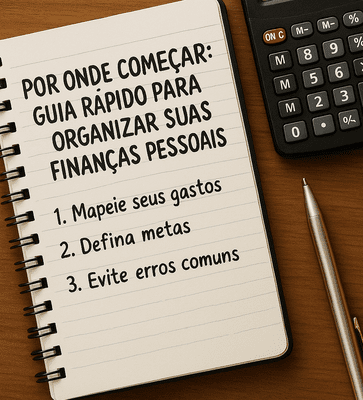 POR ONDE COMEÇAR:
GUIA RÁPIDO PARA
ORGANIZAR SUAS
FINANÇAS PESSOAIS
1. Mapeie seus gastos
2. Defina metas
3. Evite erros comuns
ON C M- M- %
M 8 9 %
M 5 6
M 2 3
0 • %